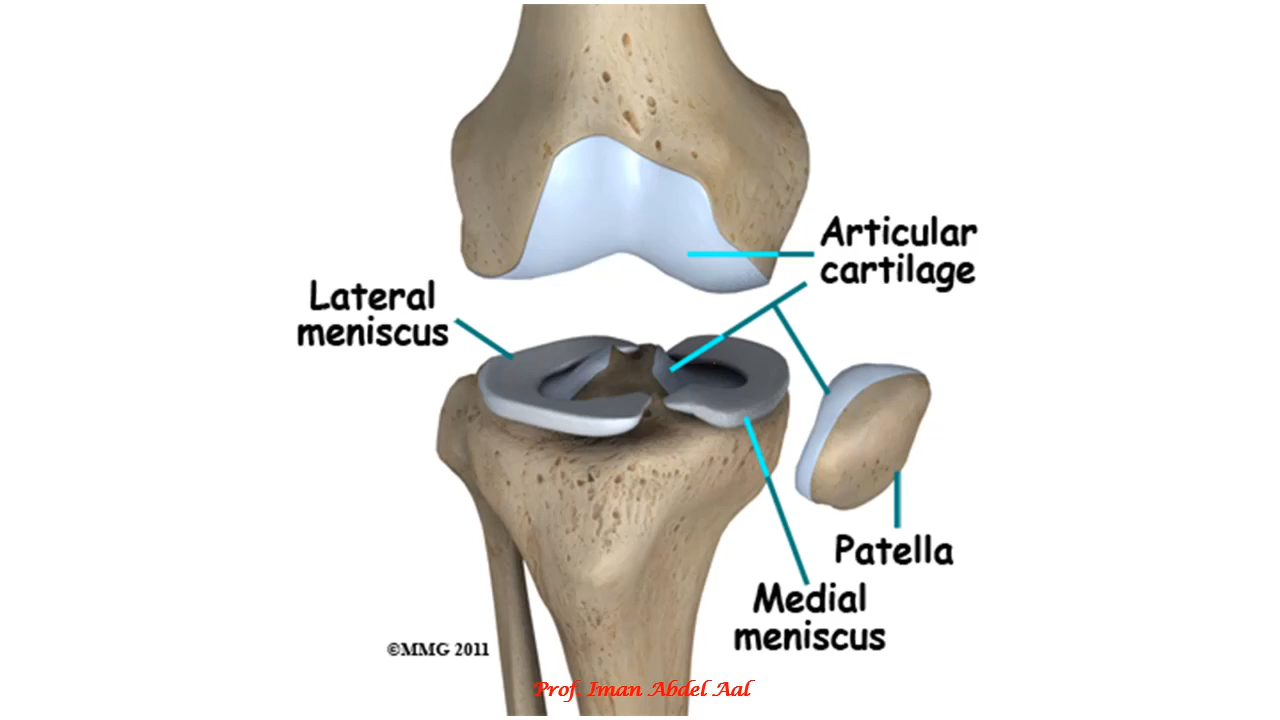 Articular
cartilage
Lateral
meniscus
Patella
Medial
meniscus
©MMG 2011
Prof. Iman Abdel Aal